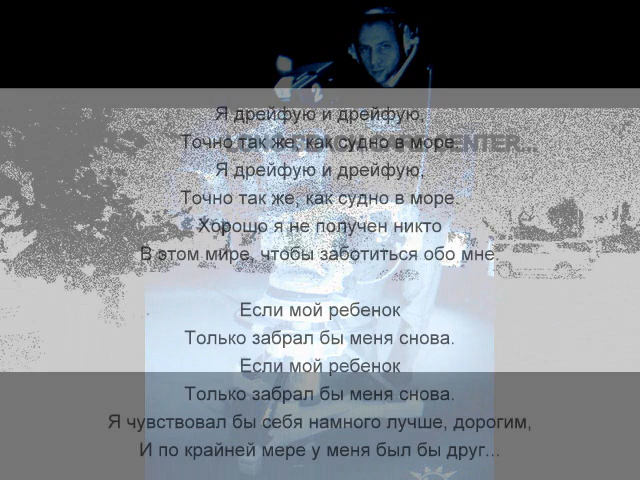 Я дрейфую и дрейфую,
Точно так же, как судно в море.
Я дрейфую и дрейфую,
Точно так же, как судно в море.
Хорошо я не получен никто
В этом мире, чтобы заботиться обо мне.
Если мой ребенок
Только забрал бы меня снова.
Если мой ребенок
Только забрал бы меня снова.
Я чувствовал бы себя намного лучше, дорогим,
И по крайней мере у меня был бы друг...